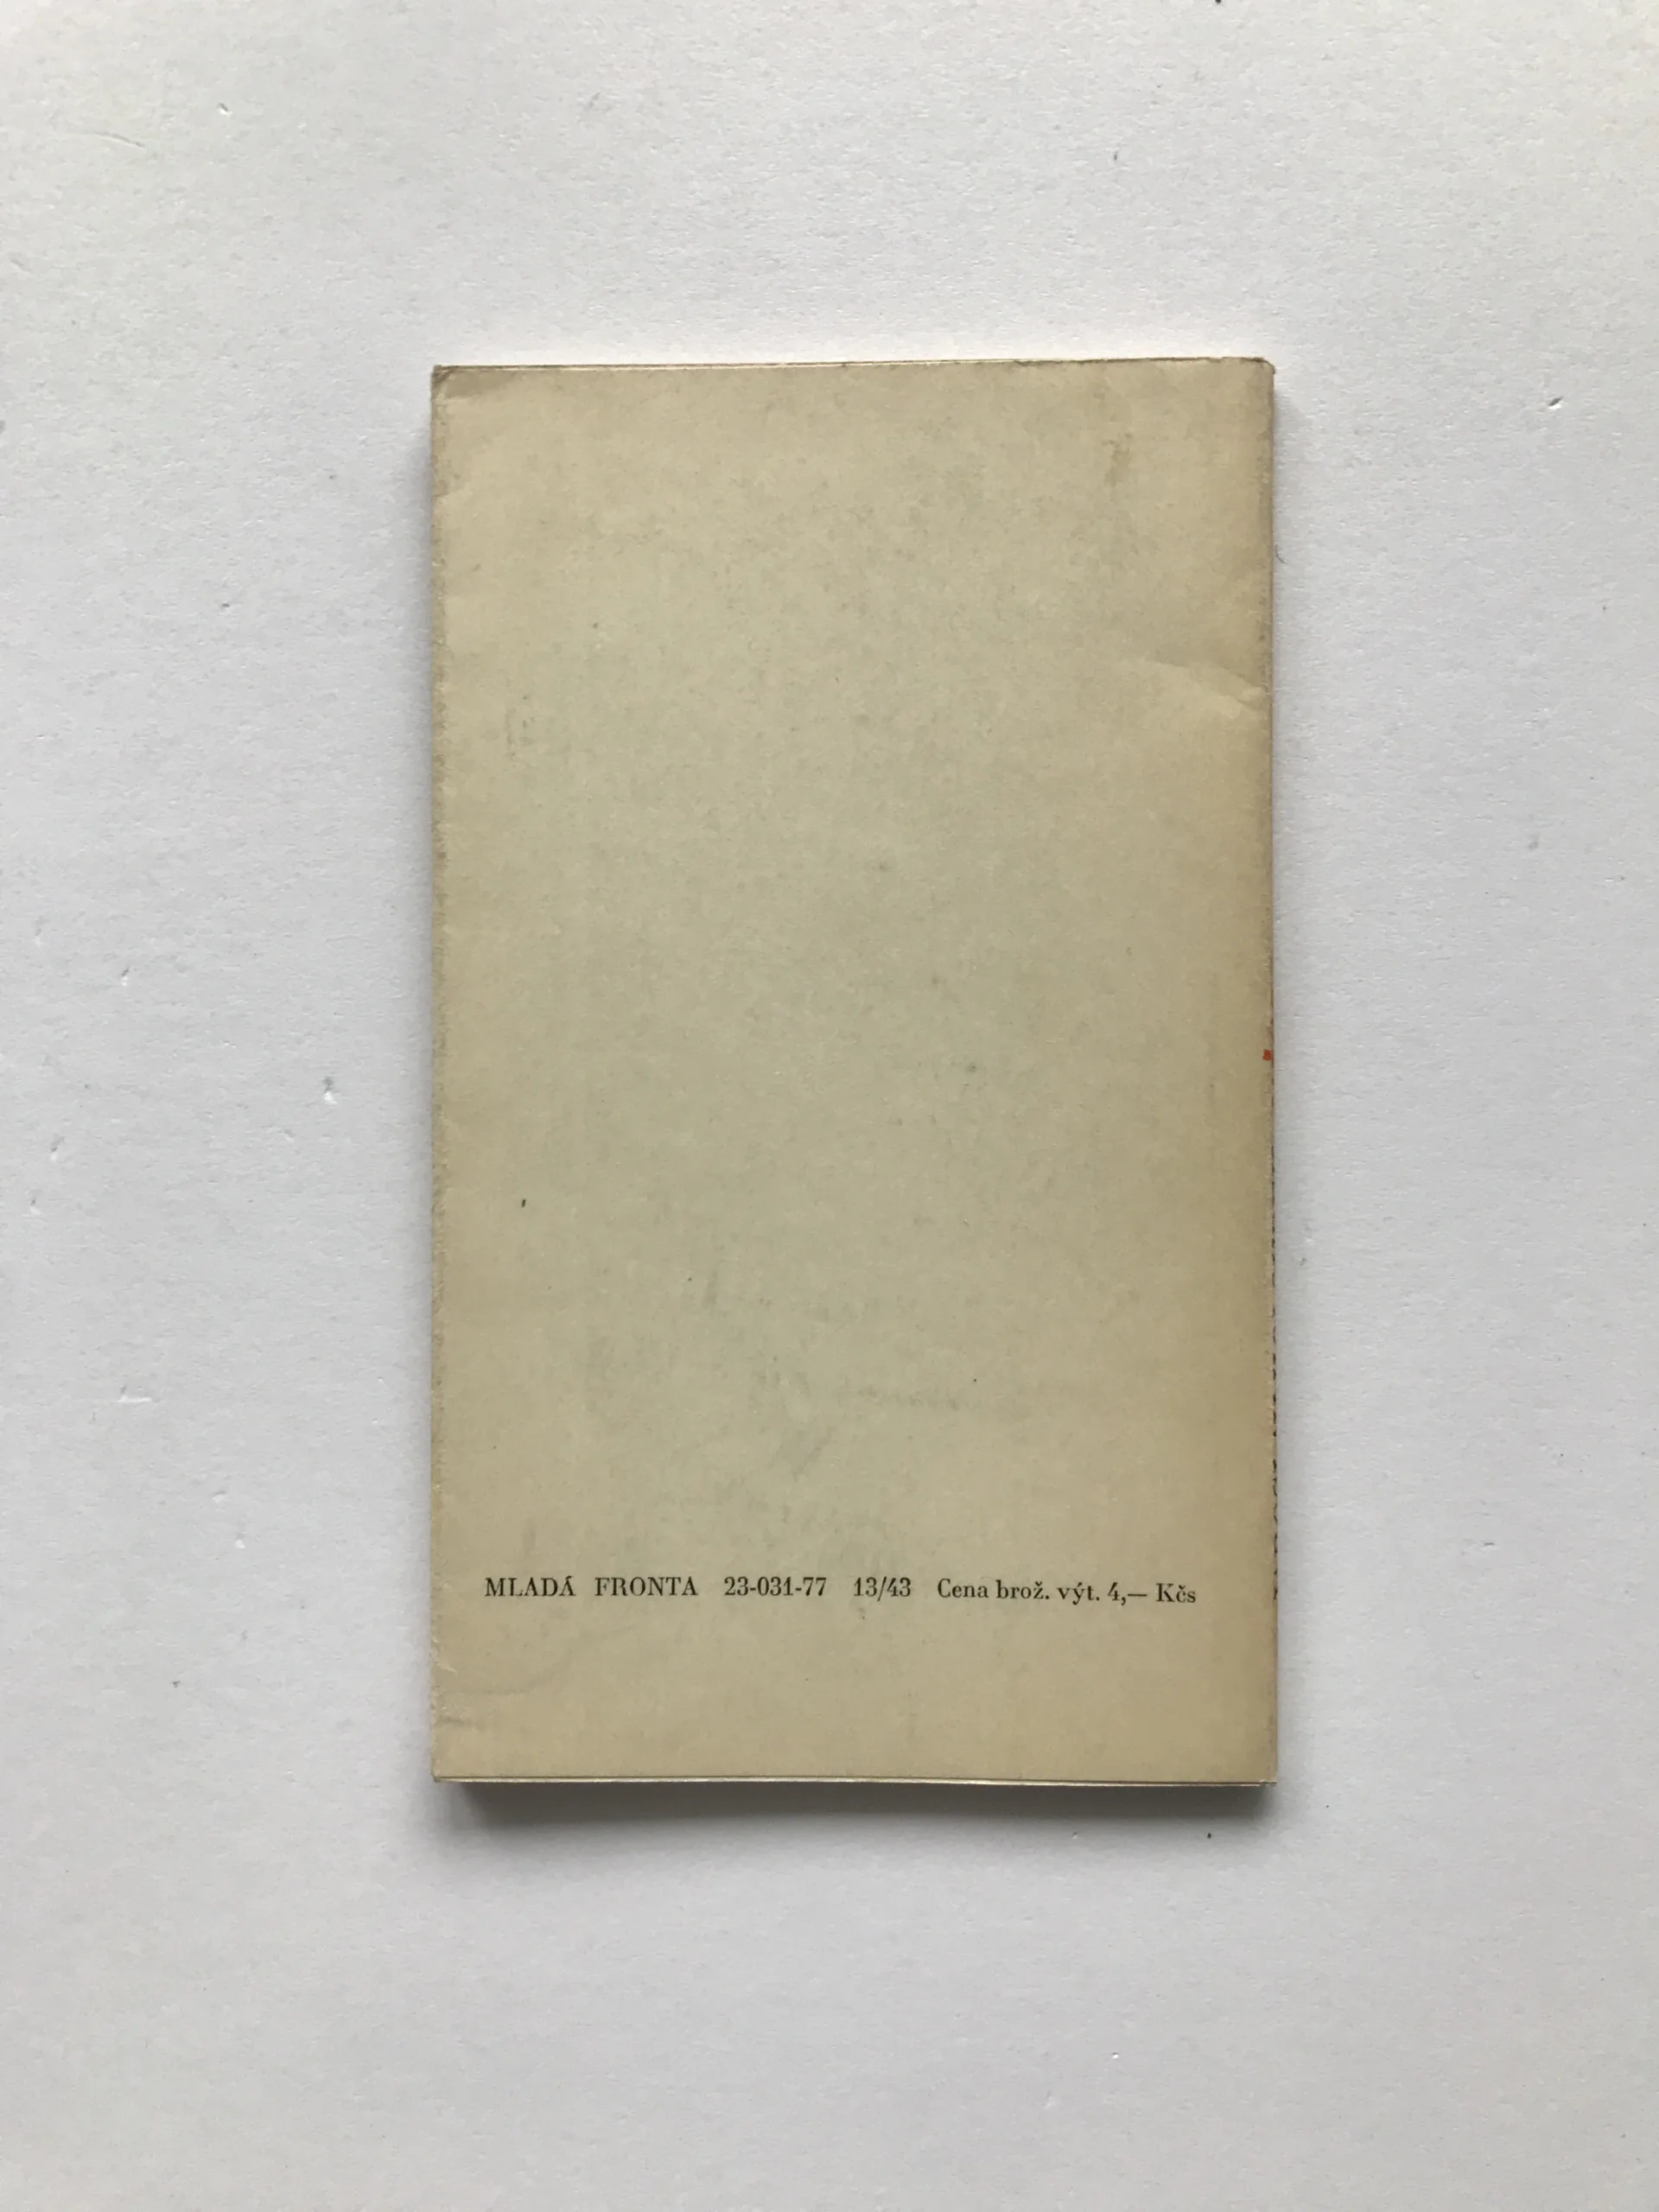 MLADÁ FRONTA 23-031-77 13/43 Cena brož. výt. 4,— Kčs